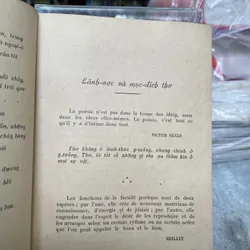 Lãnh-vực và mục-đích thơ
La poésie n'est pas dans la forme des idées, mais
dans les idées elles-mêmes. La poésie, c'est tout ce
qu'il y a d'intime dans tout.
VICTOR HUGO
Thơ không ở hình-thức ý-tưởng, nhưng chính ở
ý-tưởng. Thơ, là tất cả những gì sâu xa thầm kín ở
mọi sự vật.
Les fonctions de la faculté poétique sont de deux
espèces : par l'une, elle crée de nouveaux matériaux de
connaissance, d'énergie et de plaisir ; par l'autre, elle
engendre dans l'esprit le désir de les reproduire et de
les arranger selon un certain rythme ou un certain ordre
qu'on peut appeler le beau et le bien.
SHELLEY